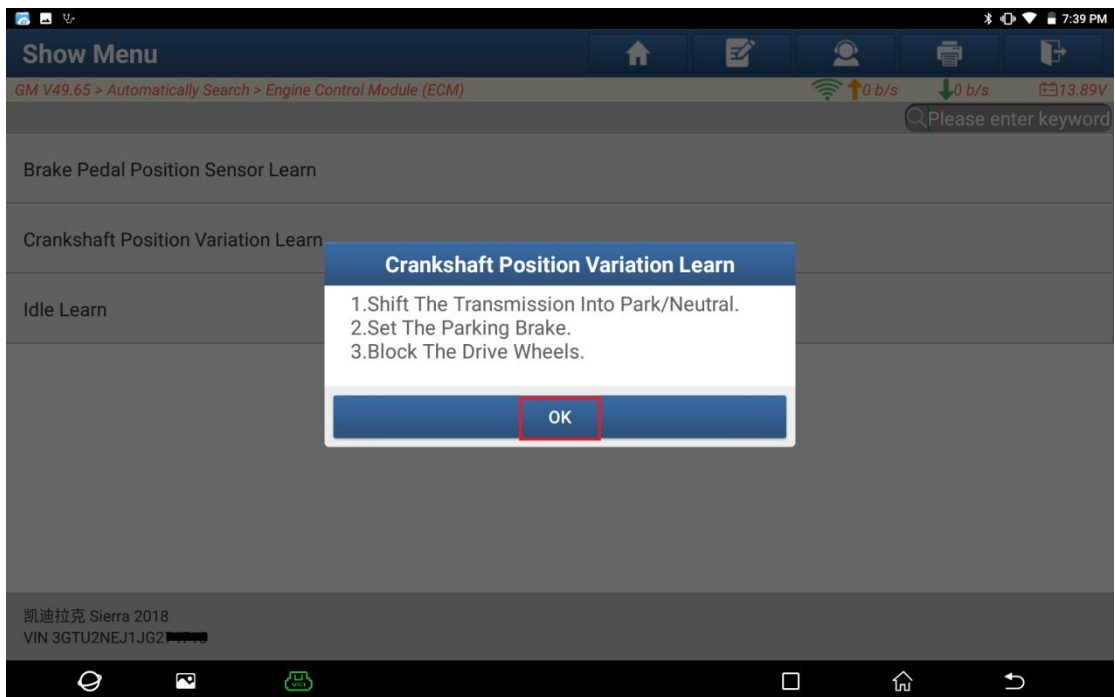 7:39 PM
Show Menu
GM V49.65 > Automatically Search > Engine Control Module (ECM)
0 b/s
0 b/s
13.89V
Please enter keyword
Brake Pedal Position Sensor Learn
Crankshaft Position Variation Learn
Idle Learn
Crankshaft Position Variation Learn
1.Shift The Transmission Into Park/Neutral.
2.Set The Parking Brake.
3.Block The Drive Wheels.
OK
凯迪拉克 Sierra 2018
VIN 3GTU2NEJ1JG2
VCI